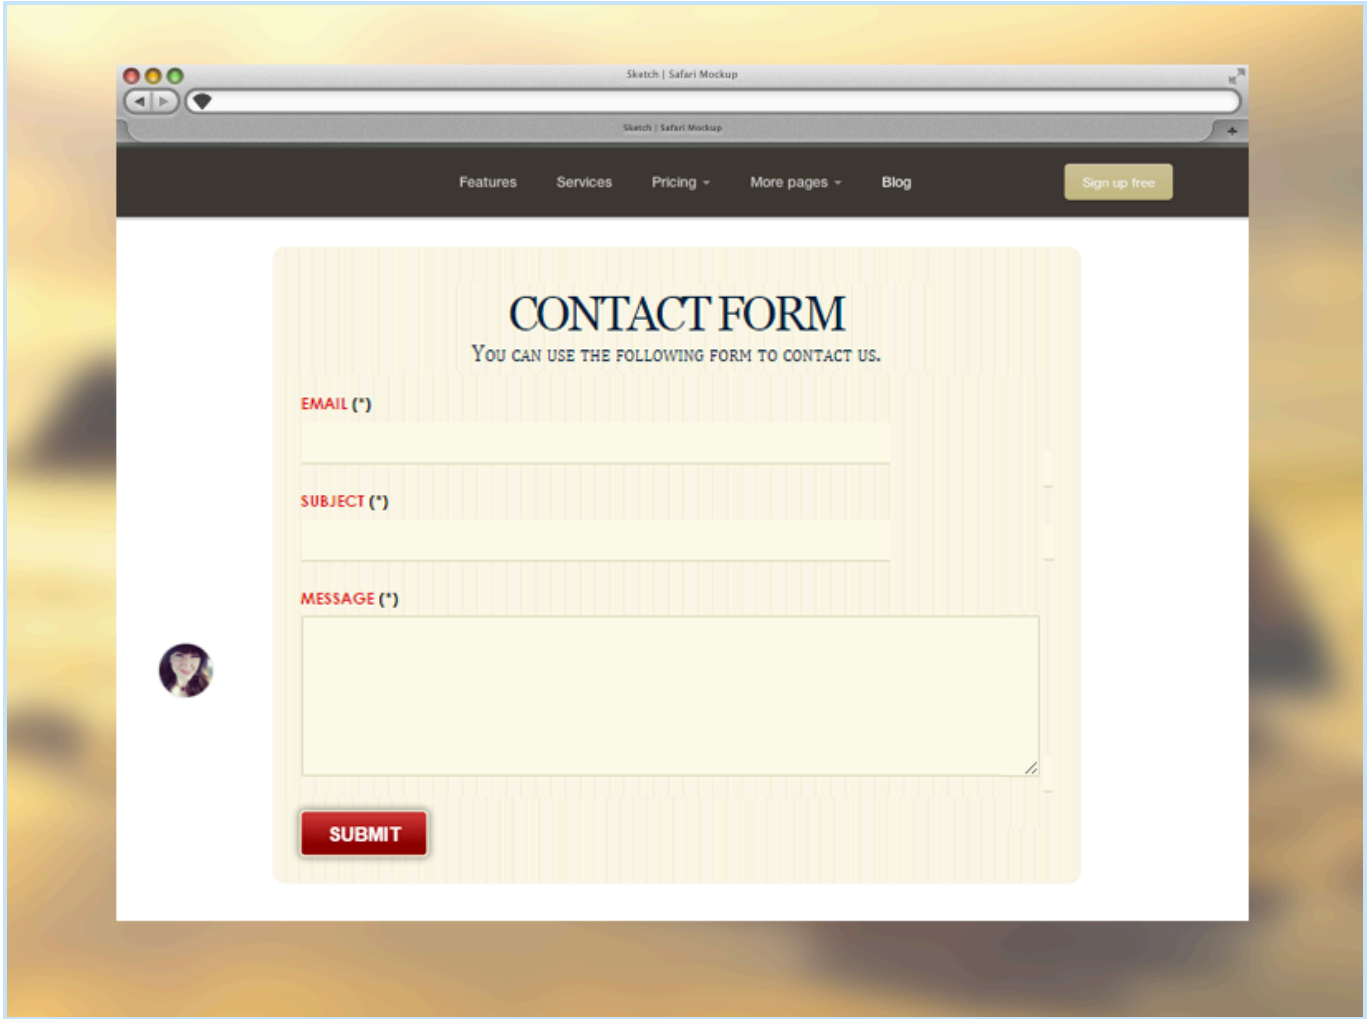 Sketch | Safari Mockup
Sketch | Safari Mockup
Features Services Pricing More pages Blog Sign up free
CONTACT FORM
You can use the following form to contact us.
EMAIL (*)
SUBJECT (*)
MESSAGE (*)
SUBMIT